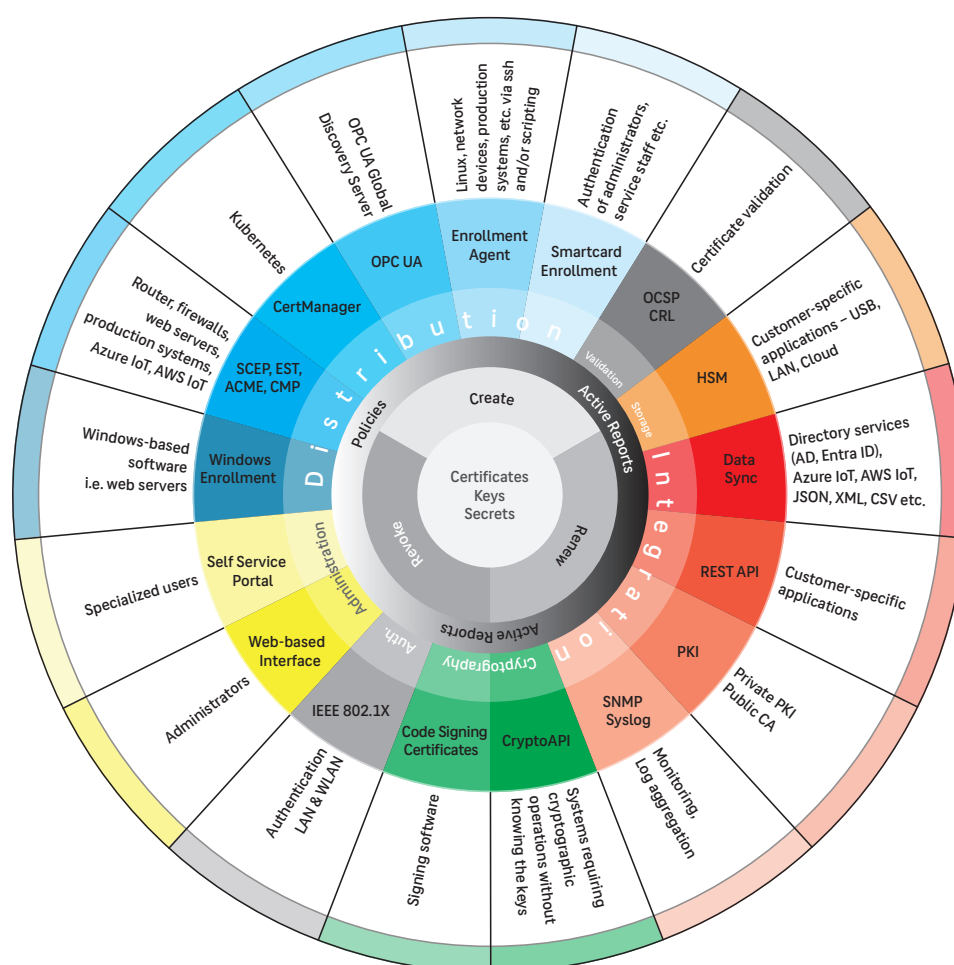 Linux, network
devices, production
systems, etc. via ssh
and/or scripting
Authentication
of administrators,
service staff etc.
Certificate validation
Customer-specific
applications – USB,
LAN, Cloud
Directory services
(AD, Entra ID),
Azure IoT, AWS IoT,
JSON, XML, CSV etc.
Customer-specific
applications
Private PKI
Public CA
Monitoring,
Log aggregation
Systems requiring
cryptographic
operations without
knowing the keys
Signing software
Authentication
LAN & WLAN
Administrators
Specialized users
Windows-based
software
i.e. web servers
Router, firewalls,
web servers,
production systems,
Azure IoT, AWS IoT
Kubernetes
OPC UA Global
Discovery Server
Enrollment
Agent
Smartcard
Enrollment
OCSP
CRL
HSM
Data
Sync
REST API
PKI
SNMP
Syslog
CryptoAPI
Code Signing
Certificates
IEEE 802.1X
Web-based
Interface
Self Service
Portal
Windows
Enrollment
SCEP, EST,
ACME, CMP
CertManager
OPC UA
Distribution
Validation
Storage
Integration
Cryptography
Auth.
Administration
Policies
Active Reports
Active Reports
Create
Renew
Revoke
Certificates
Keys
Secrets